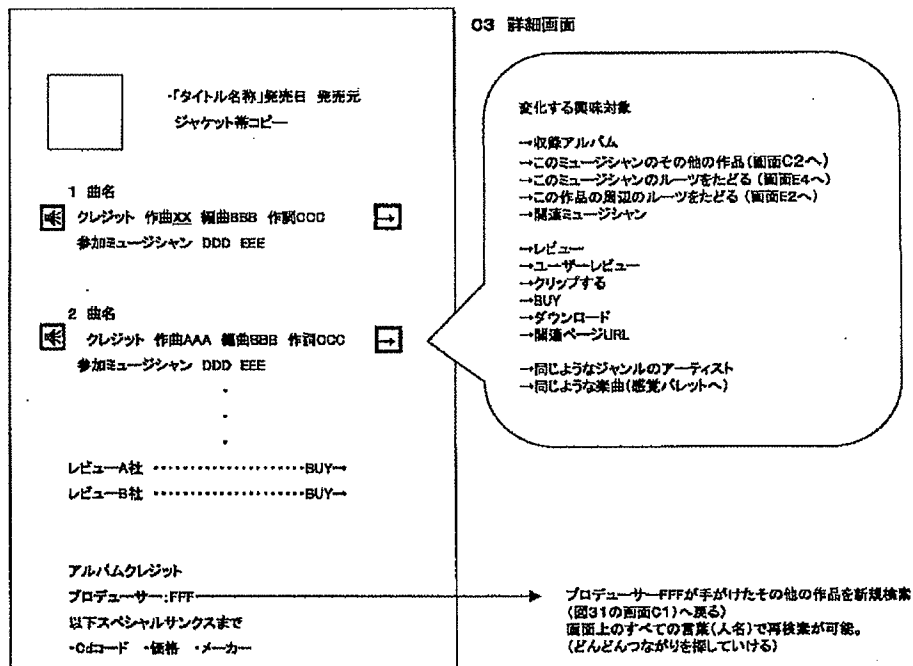 C3 詳細画面
・「タイトル名称」発売日 発売元
ジャケット帯コピー
1 曲名
クレジット 作曲XX 編曲BBB 作詞CCC
→
参加ミュージシャン DDD EEE
2 曲名
クレジット 作曲AAA 編曲BBB 作詞CCC
→
参加ミュージシャン DDD EEE
・
・
・
レビューA社 ・・・・・・・・・・・・・・・・・・・・・・BUY→
レビューB社 ・・・・・・・・・・・・・・・・・・・・・・BUY→
アルバムクレジット
プロデューサー:FFF
以下スペシャルサンクスまで
・Cdコード ・価格 ・メーカー
変化する興味対象
→収録アルバム
→このミュージシャンのその他の作品(画面C2へ)
→このミュージシャンのルーツをたどる(画面E4へ)
→この作品の周辺のルーツをたどる(画面E2へ)
→関連ミュージシャン
→レビュー
→ユーザーレビュー
→クリップする
→BUY
→ダウンロード
→関連ページURL
→同じようなジャンルのアーティスト
→同じような楽曲(感覚パレットへ)
プロデューサーFFFが手がけたその他の作品を新規検索
(図31の画面C1)へ戻る)
画面上のすべての言葉(人名)で再検索が可能。
(どんどんつながりを探していける)